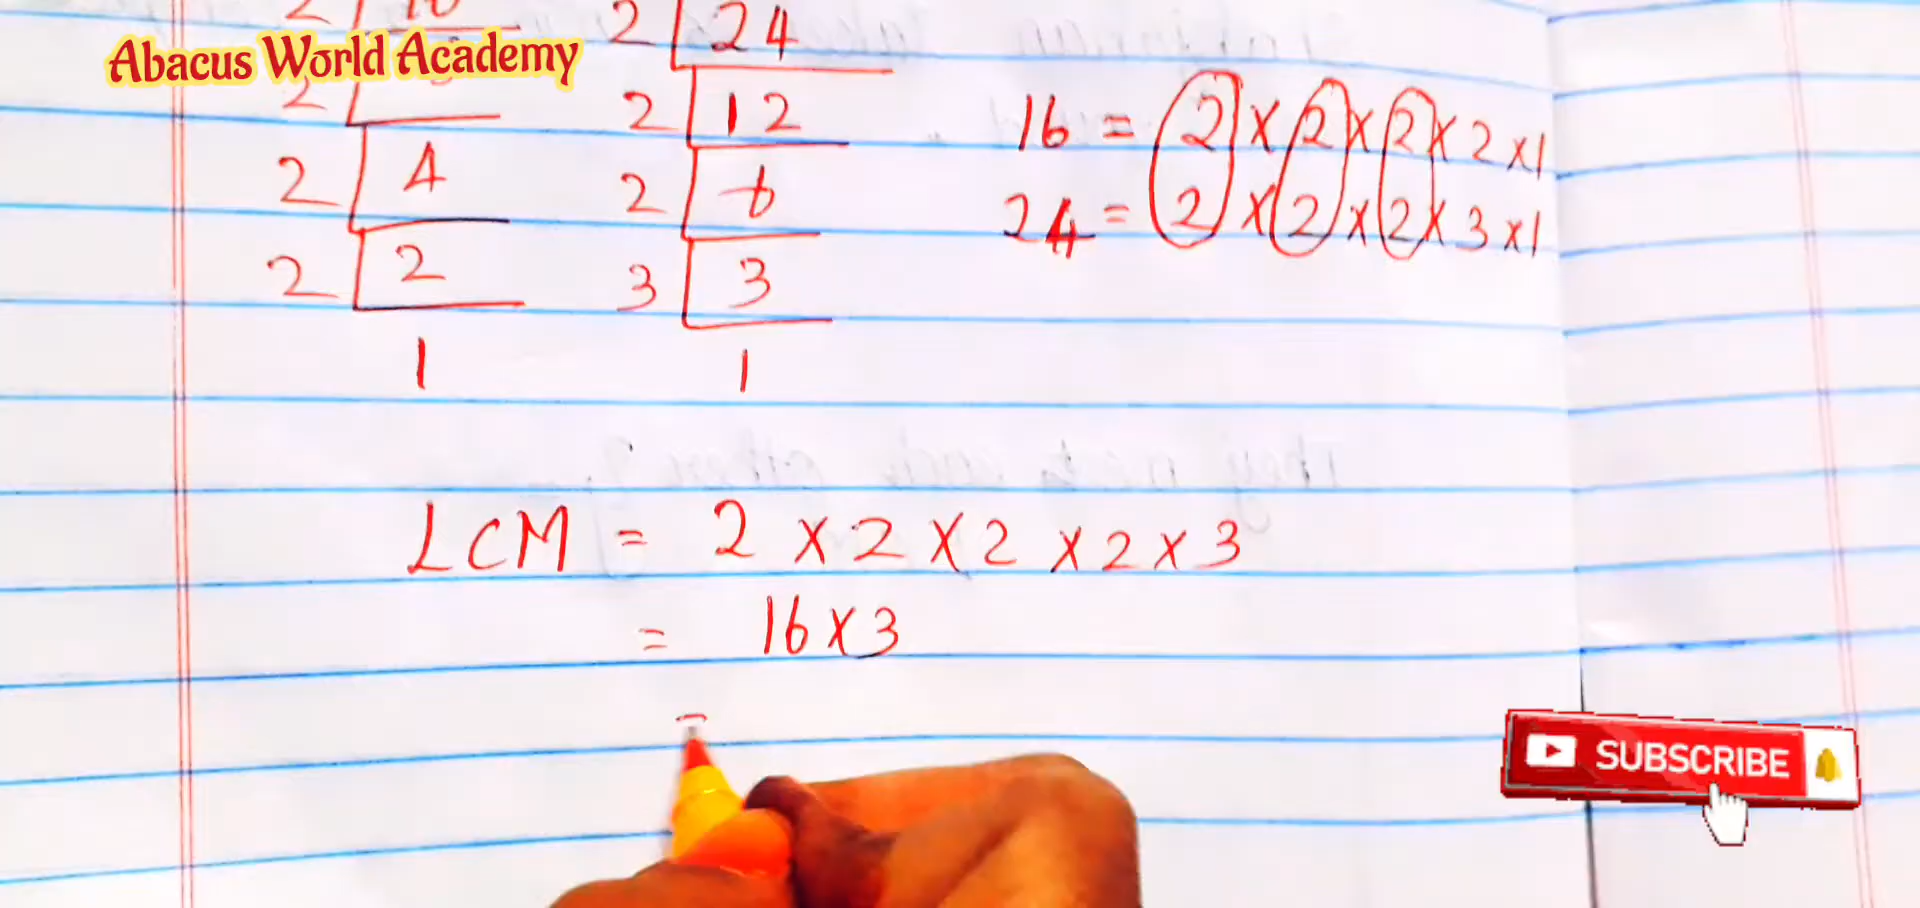 Abacus World Academy
2 24
2 12
2 4
2 6
2 2
3 3
1
1
16 = 2 x 2 x 2 x 2 x 1
24 = 2 x 2 x 2 x 3 x 1
LCM = 2 x 2 x 2 x 2 x 3
= 16 x 3
=
SUBSCRIBE